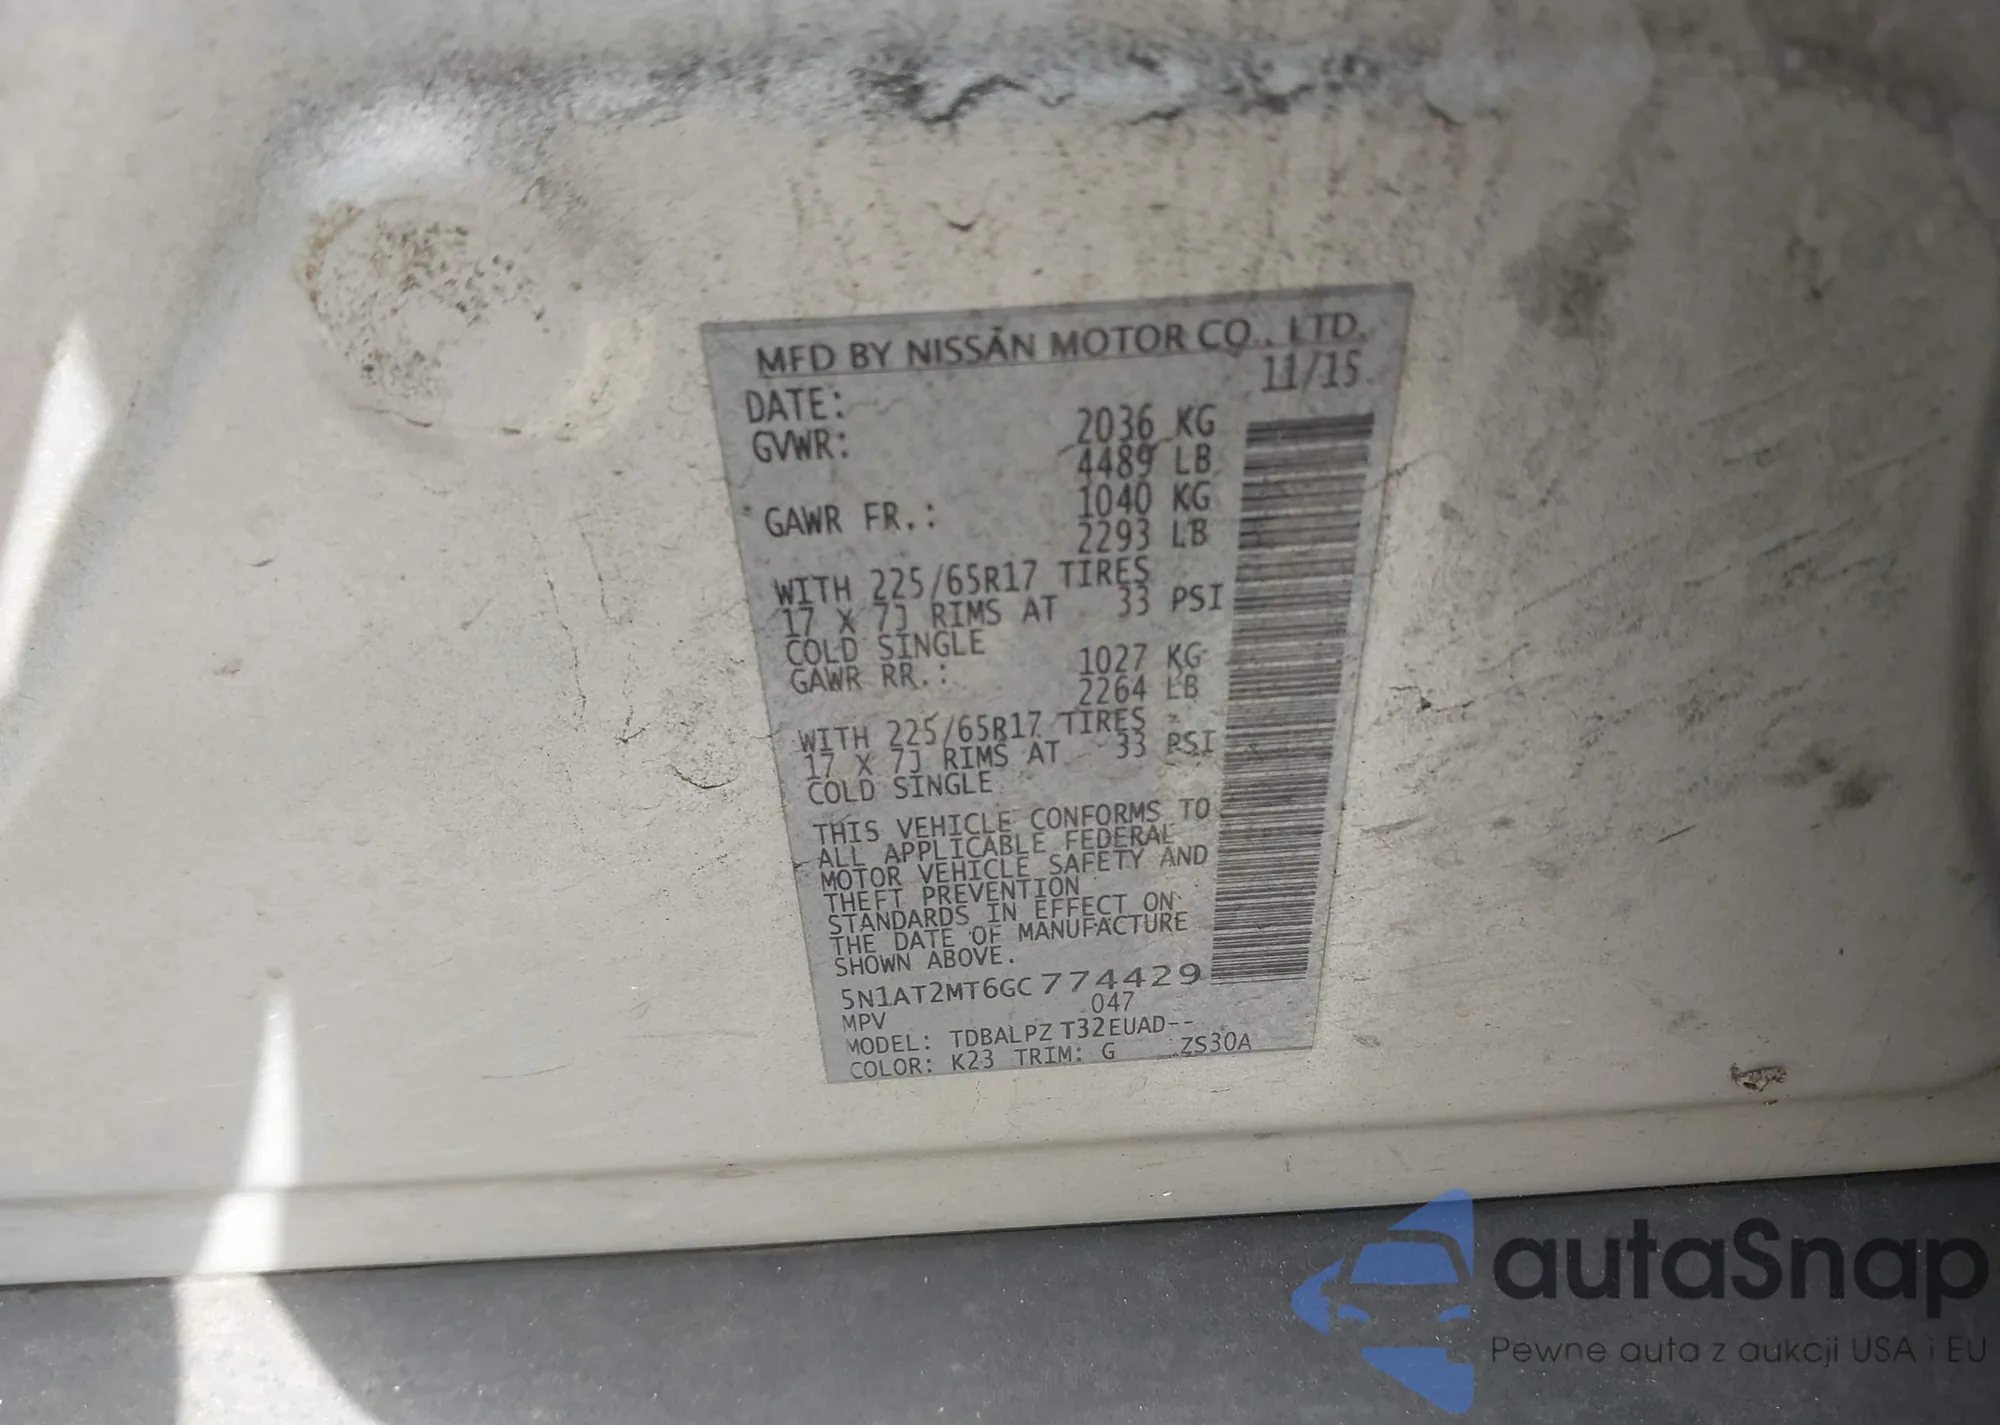 MFD BY NISSAN MOTOR CO., LTD.
DATE: 11/15
GVWR: 2036 KG
4489 LB
GAWR FR.: 1040 KG
2293 LB
WITH 225/65R17 TIRES
17 X 7J RIMS AT 33 PSI
COLD SINGLE
GAWR RR.: 1027 KG
2264 LB
WITH 225/65R17 TIRES
17 X 7J RIMS AT 33 PSI
COLD SINGLE
THIS VEHICLE CONFORMS TO
ALL APPLICABLE FEDERAL
MOTOR VEHICLE SAFETY AND
THEFT PREVENTION
STANDARDS IN EFFECT ON
THE DATE OF MANUFACTURE
SHOWN ABOVE.
5N1AT2MT6GC774429
MPV 047
MODEL: TDBALPZ T32EUAD--
COLOR: K23 TRIM: G ZS30A
autaSnap
Pewne auta z aukcji USA i EU